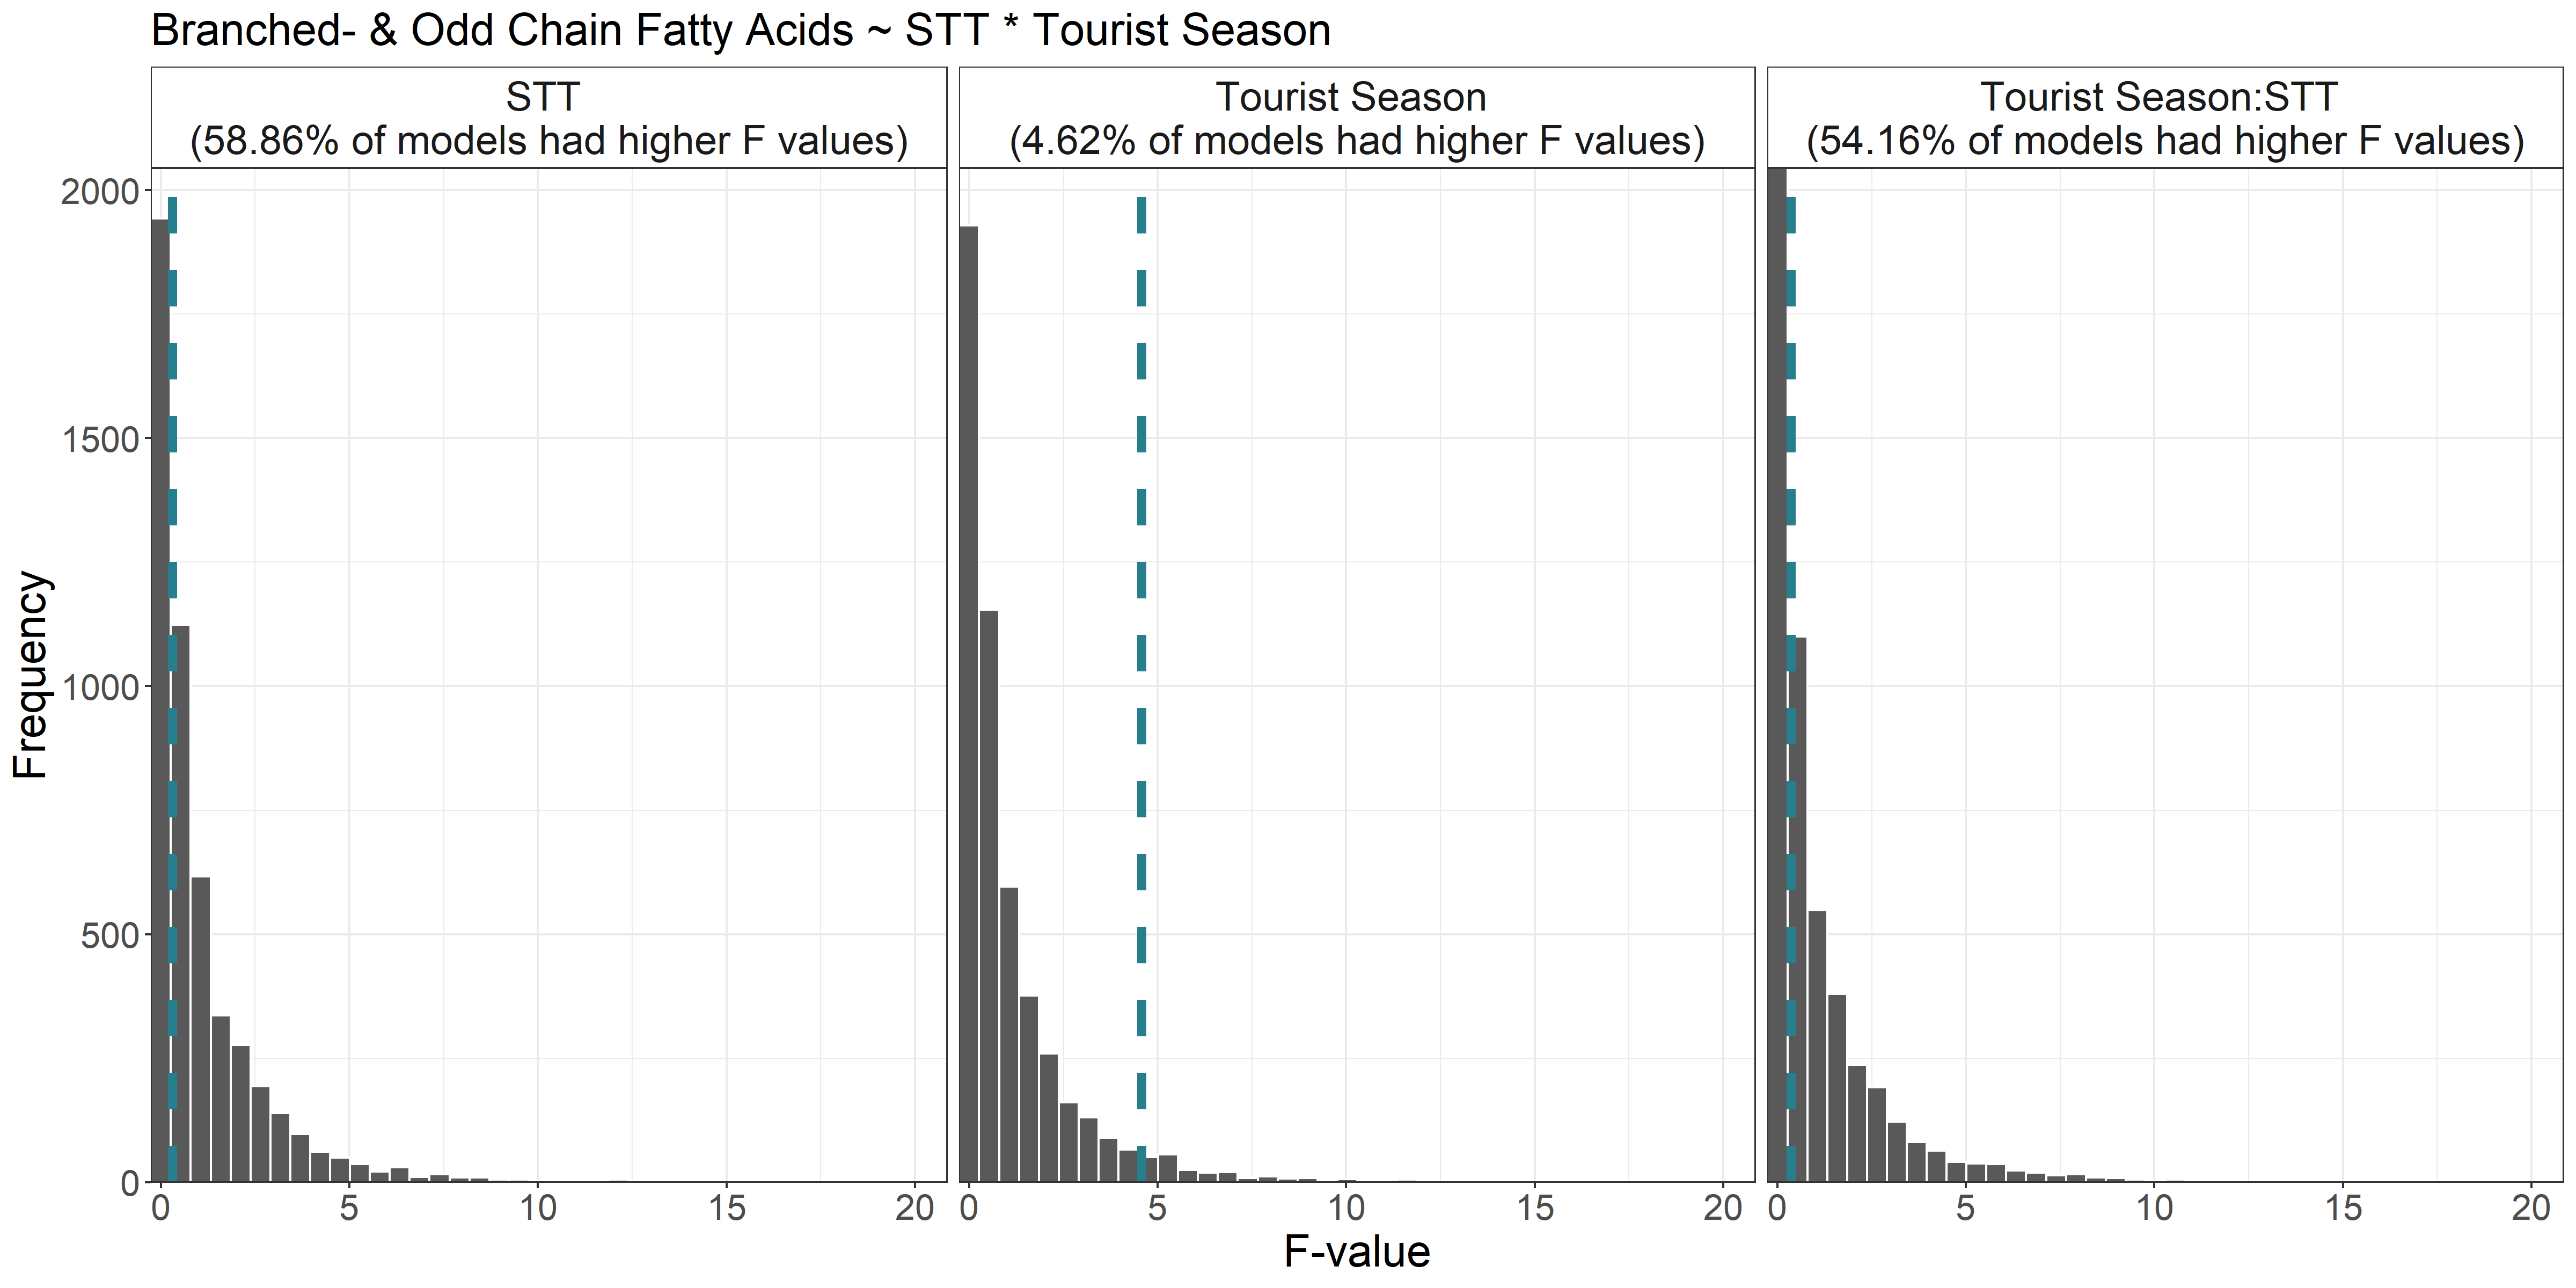 Branched- & Odd Chain Fatty Acids ~ STT * Tourist Season
STT
(58.86% of models had higher F values)
Tourist Season
(4.62% of models had higher F values)
Tourist Season:STT
(54.16% of models had higher F values)
Frequency
2000
1500
1000
500
0
0 5 10 15 20
0 5 10 15 20
0 5 10 15 20
F-value